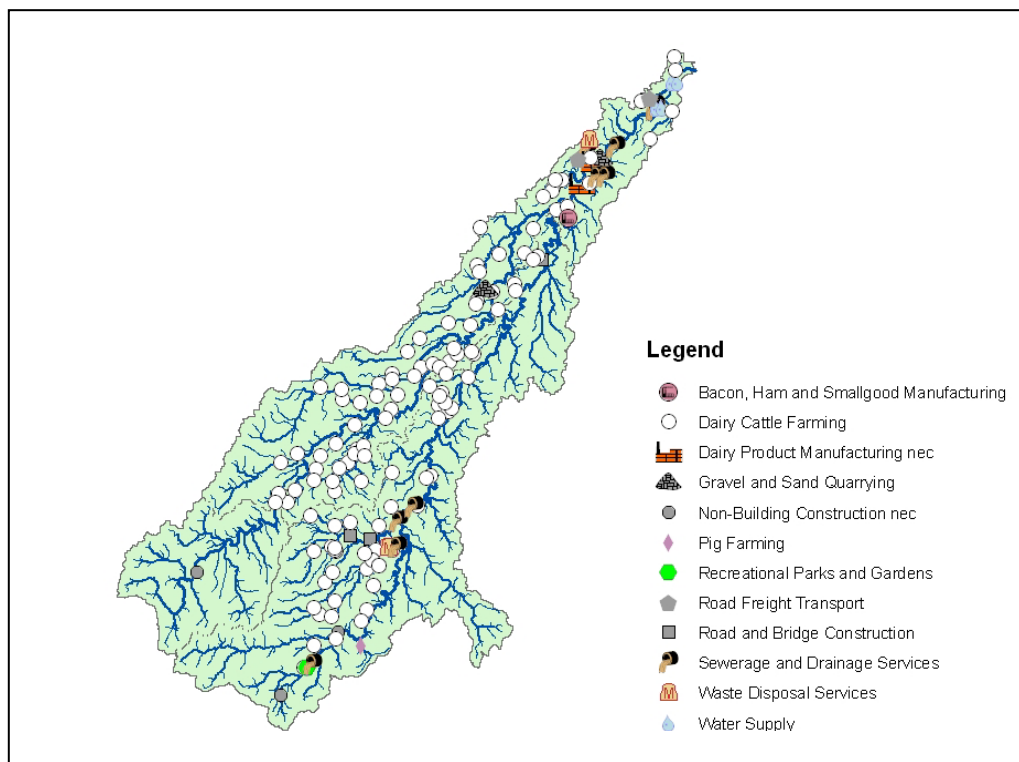 Legend
Bacon, Ham and Smallgood Manufacturing
Dairy Cattle Farming
Dairy Product Manufacturing nec
Gravel and Sand Quarrying
Non-Building Construction nec
Pig Farming
Recreational Parks and Gardens
Road Freight Transport
Road and Bridge Construction
Sewerage and Drainage Services
Waste Disposal Services
Water Supply